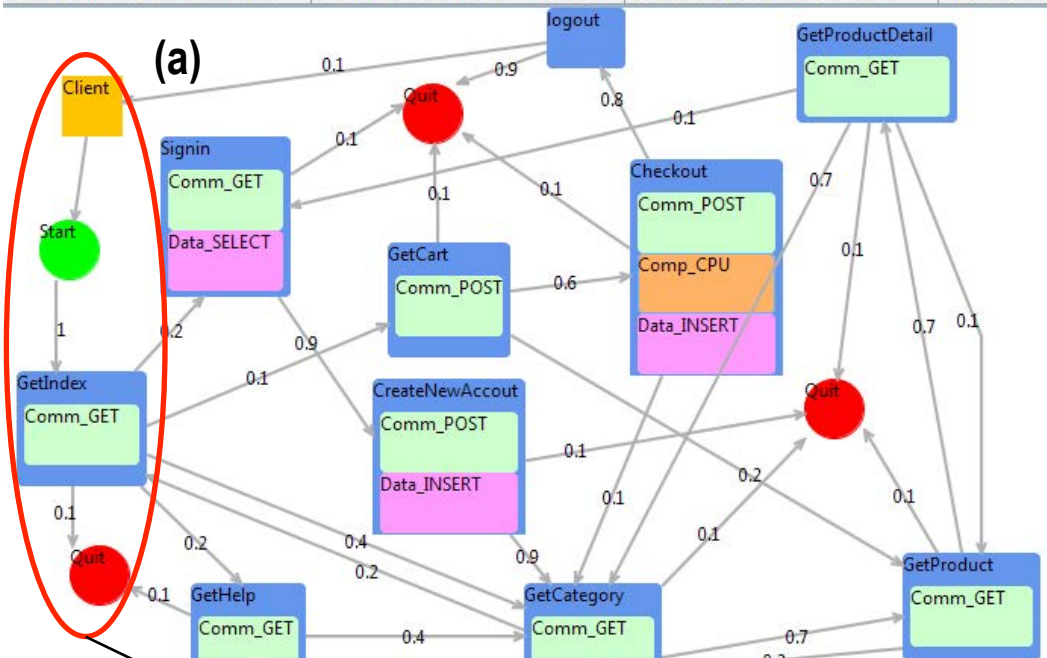 logout
(a)
GetProductDetail
Comm_GET
Client
0.1
0.9
Quit
0.8
0.1
0.1
Signin
Comm_GET
Data_SELECT
Checkout
Comm_POST
Comp_CPU
Data_INSERT
0.7
0.1
0.1
Start
GetCart
Comm_POST
0.6
0.1
1
0.2
0.9
0.7
0.1
GetIndex
Comm_GET
0.1
CreateNewAccout
Comm_POST
Data_INSERT
Quit
0.1
0.2
0.1
0.1
0.1
0.1
Quit
0.2
0.4
0.2
0.9
0.1
GetHelp
Comm_GET
0.4
GetCategory
Comm_GET
0.7
GetProduct
Comm_GET